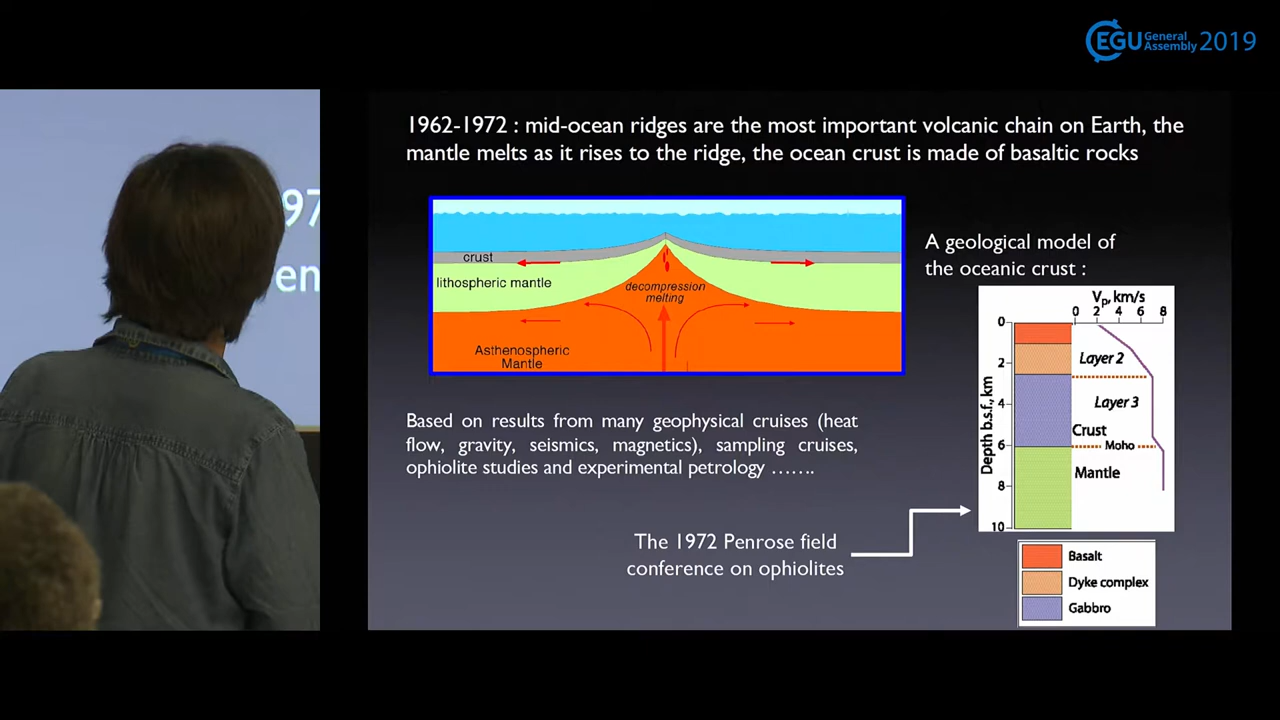 EGU General Assembly 2019
1962-1972 : mid-ocean ridges are the most important volcanic chain on Earth, the
mantle melts as it rises to the ridge, the ocean crust is made of basaltic rocks
97
en
crust
lithospheric mantle
decompression
melting
Asthenospheric
Mantle
A geological model of
the oceanic crust :
Vp, km/s
0 2 4 6 8
0
2
4
6
8
10
Depth b.s.f., km
Layer 2
Layer 3
Crust
Moho
Mantle
Based on results from many geophysical cruises (heat
flow, gravity, seismics, magnetics), sampling cruises,
ophiolite studies and experimental petrology .......
The 1972 Penrose field
conference on ophiolites
Basalt
Dyke complex
Gabbro